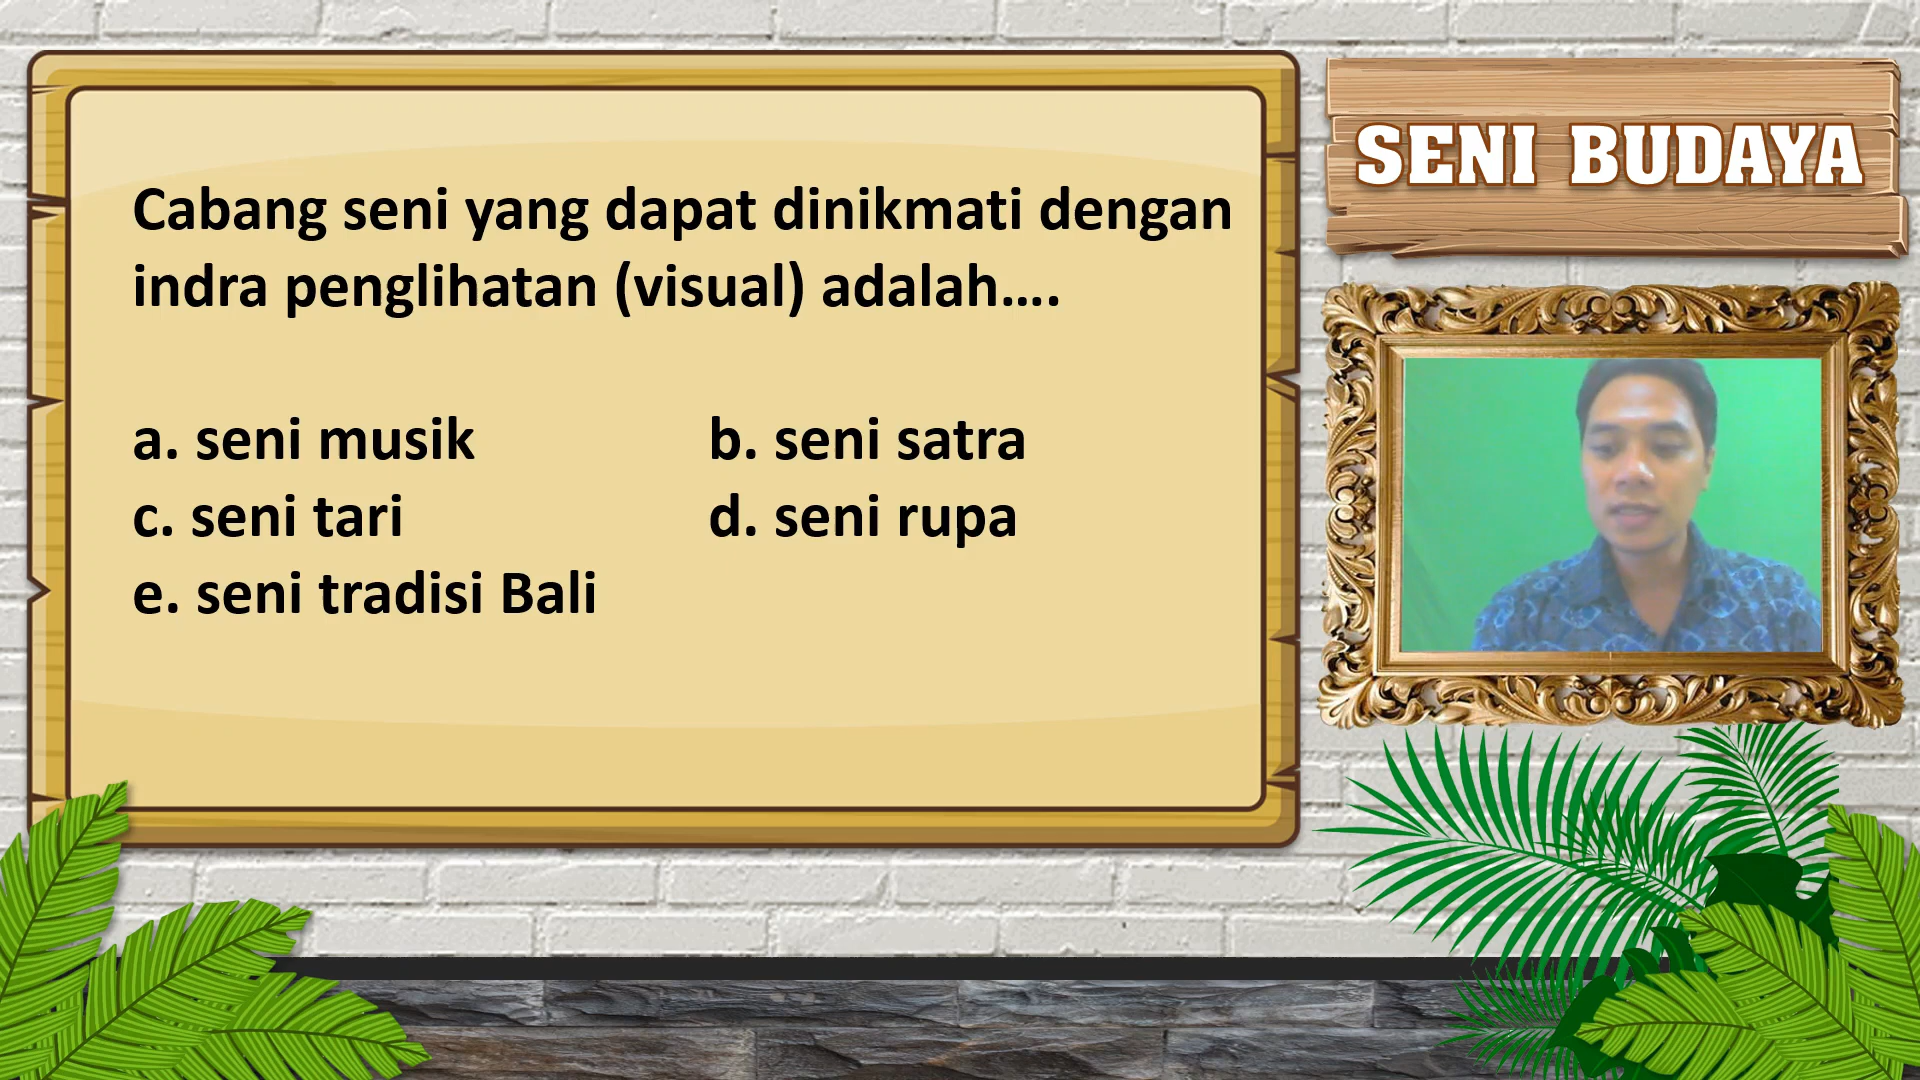 Cabang seni yang dapat dinikmati dengan
indra penglihatan (visual) adalah....
a. seni musik b. seni satra
c. seni tari d. seni rupa
e. seni tradisi Bali
SENI BUDAYA